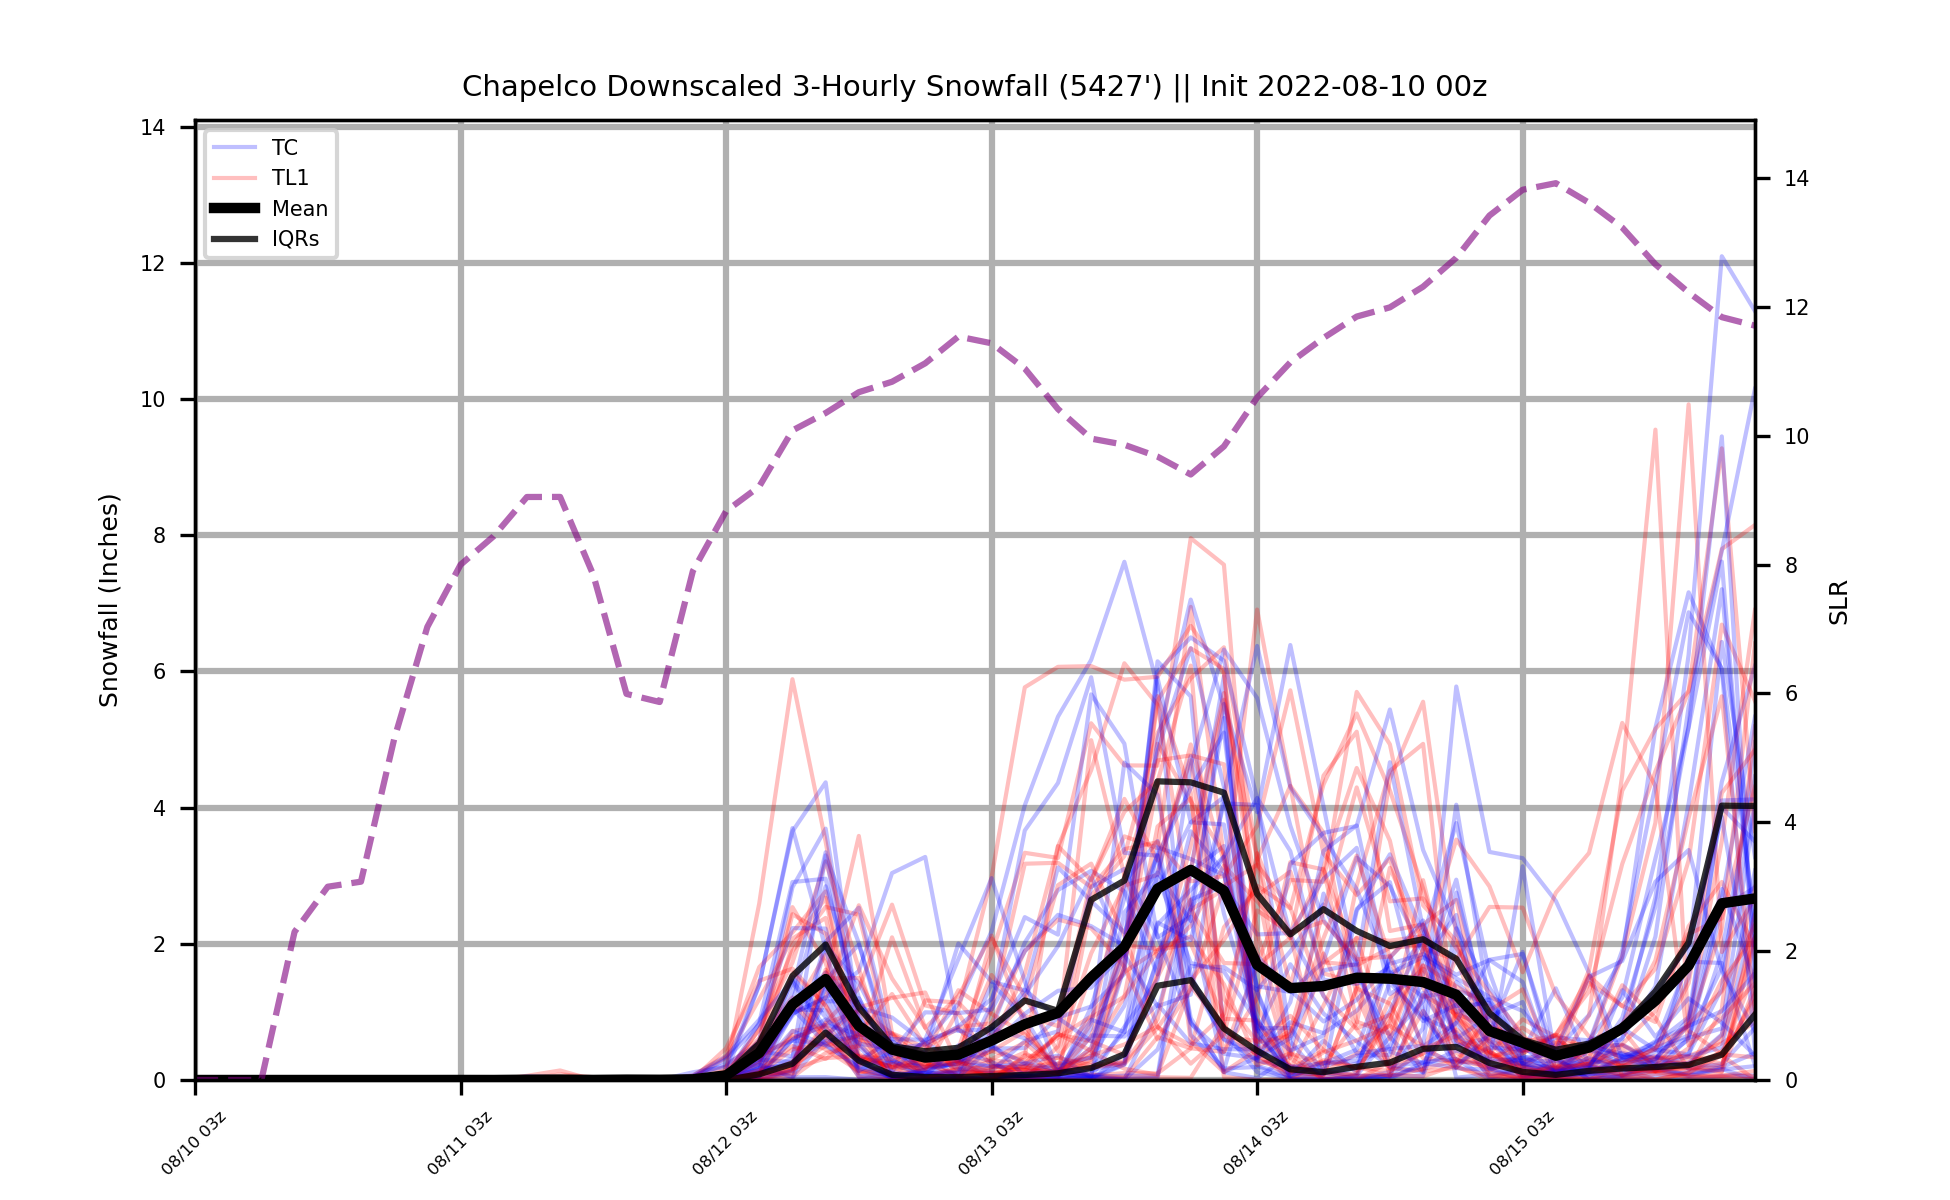 Chapelco Downscaled 3-Hourly Snowfall (5427') || Init 2022-08-10 00z
TC
TL1
Mean
IQRs
Snowfall (Inches)
14
12
10
8
6
4
2
0
14
12
10
8
6
4
2
0
SLR
08/10 03z
08/11 03z
08/12 03z
08/13 03z
08/14 03z
08/15 03z